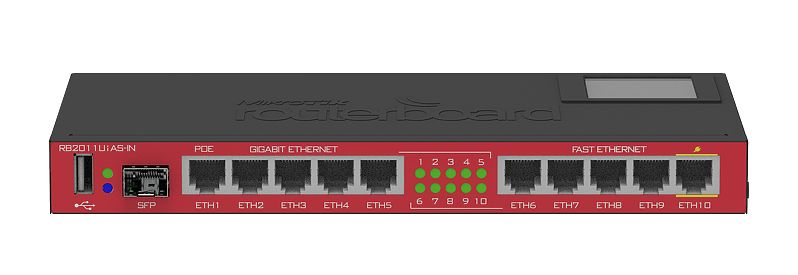 MikroTik
routerboard
RB2011UiAS-IN
POE GIGABIT ETHERNET
FAST ETHERNET
1 2 3 4 5
6 7 8 9 10
SFP ETH1 ETH2 ETH3 ETH4 ETH5
ETH6 ETH7 ETH8 ETH9 ETH10